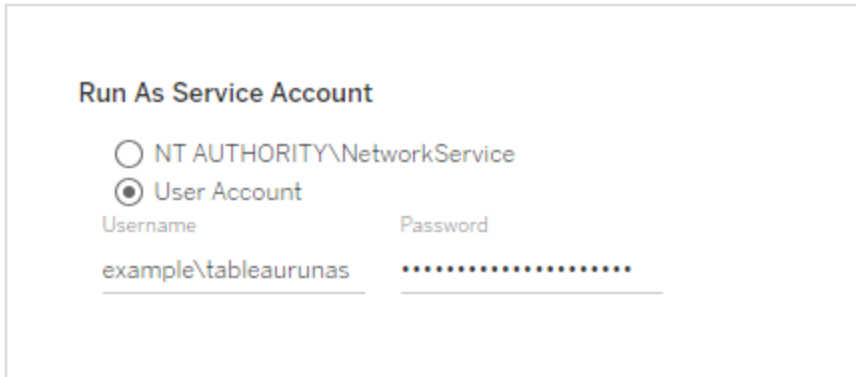 Run As Service Account
NT AUTHORITY\NetworkService
User Account
Username Password
example\tableaurunas ••••••••••••••••••••••